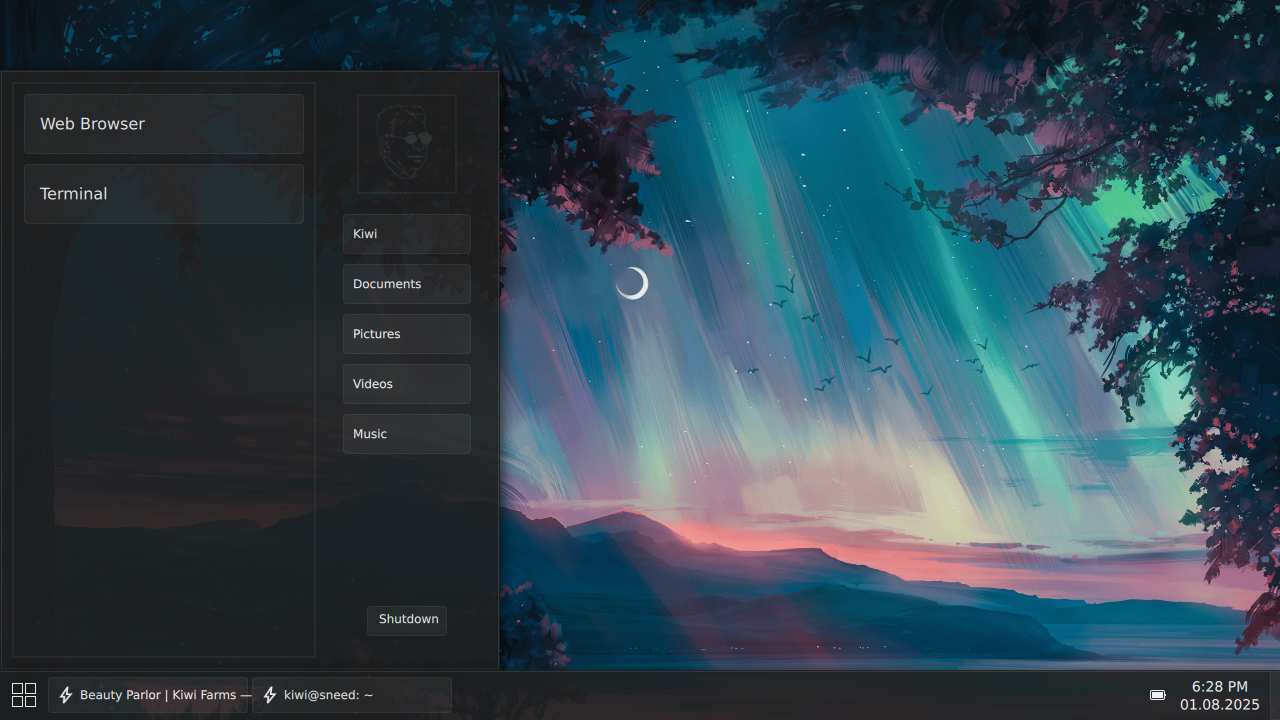 Web Browser
Terminal
Kiwi
Documents
Pictures
Videos
Music
Shutdown
Beauty Parlor | Kiwi Farms —
kiwi@sneed: ~
6:28 PM
01.08.2025